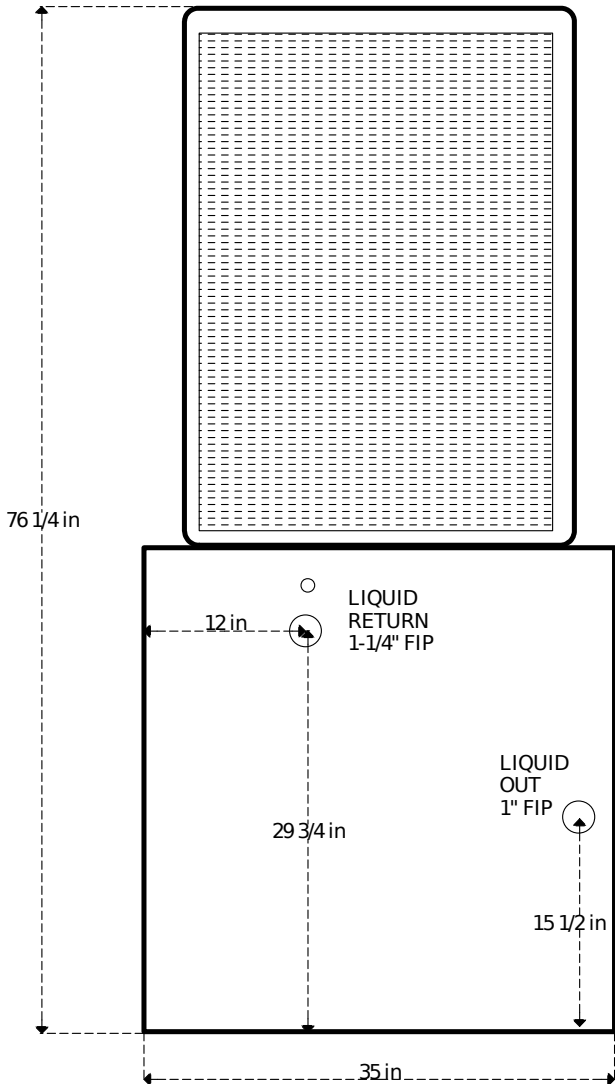 76 1/4 in
LIQUID
RETURN
1-1/4" FIP
12 in
LIQUID
OUT
1" FIP
29 3/4 in
15 1/2 in
35 in